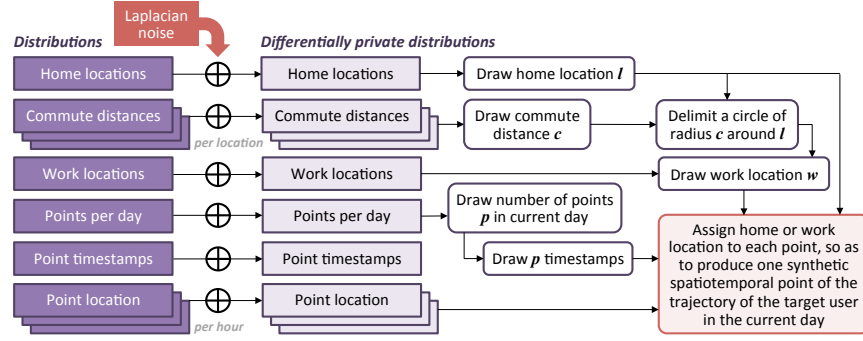 Laplacian
noise
Distributions
Differentially private distributions
Home locations
Home locations
Draw home location l
Commute distances
per location
Commute distances
Draw commute
distance c
Delimit a circle of
radius c around l
Work locations
Work locations
Draw work location w
Points per day
Points per day
Draw number of points
p in current day
Point timestamps
Point timestamps
Draw p timestamps
Point location
per hour
Point location
Assign home or work
location to each point, so as
to produce one synthetic
spatiotemporal point of the
trajectory of the target user
in the current day